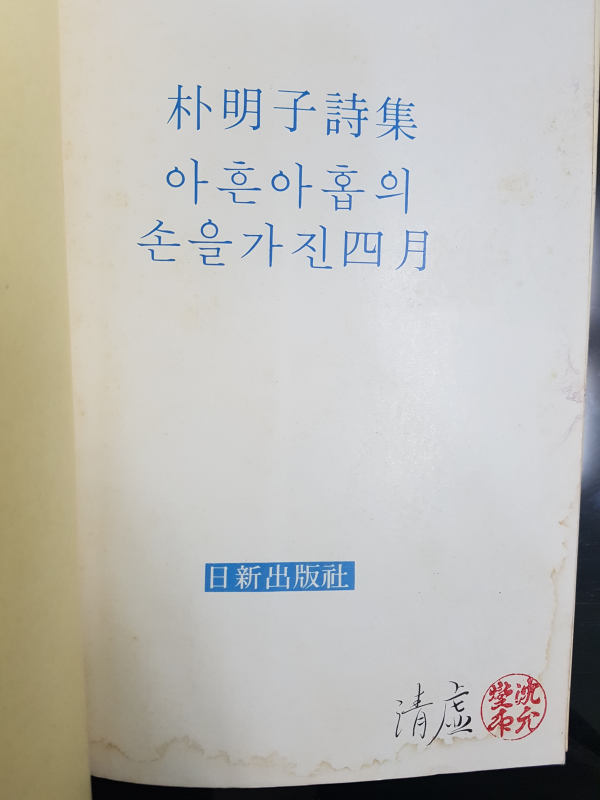 朴明子詩集
아흔아홉의
손을가진四月
日新出版社
清虛